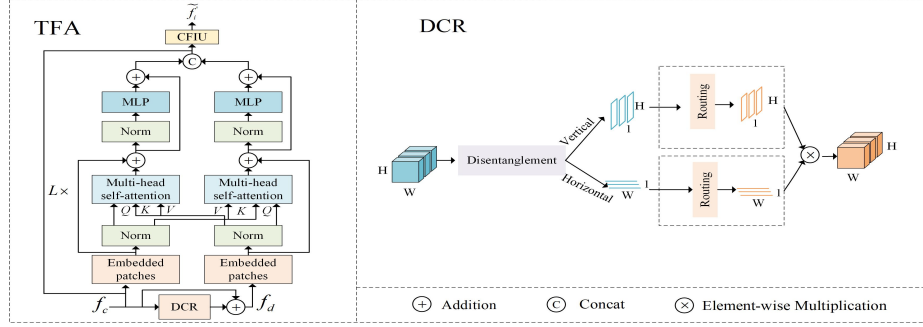 TFA
f̃_i
CFIU
C
+
+
MLP
MLP
Norm
Norm
+
+
L×
Multi-head
self-attention
Multi-head
self-attention
Q K V V K Q
Norm
Norm
Embedded
patches
Embedded
patches
f_c
DCR
+
f_d
DCR
H
W
Disentanglement
Vertical
Horizontal
H
1
1
W
Routing
H
1
Routing
1
W
×
H
W
+ Addition
C Concat
× Element-wise Multiplication